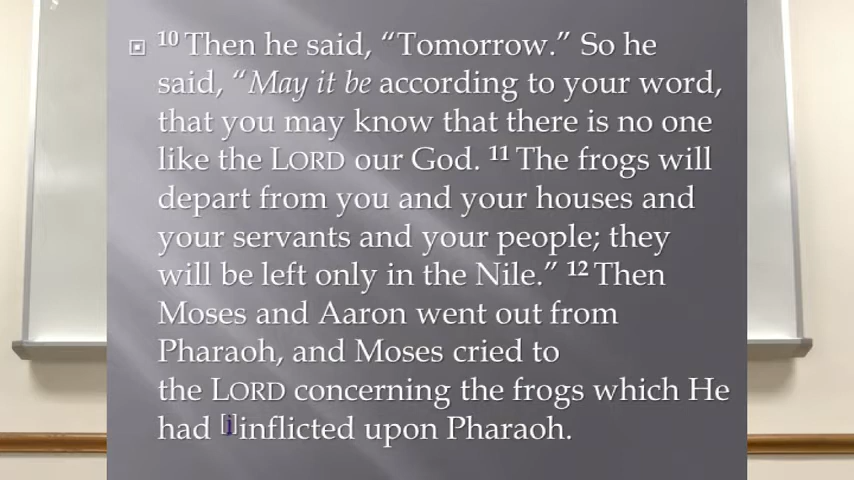 10 Then he said, “Tomorrow.” So he
said, “May it be according to your word,
that you may know that there is no one
like the LORD our God. 11 The frogs will
depart from you and your houses and
your servants and your people; they
will be left only in the Nile.” 12 Then
Moses and Aaron went out from
Pharaoh, and Moses cried to
the LORD concerning the frogs which He
had [i]inflicted upon Pharaoh.